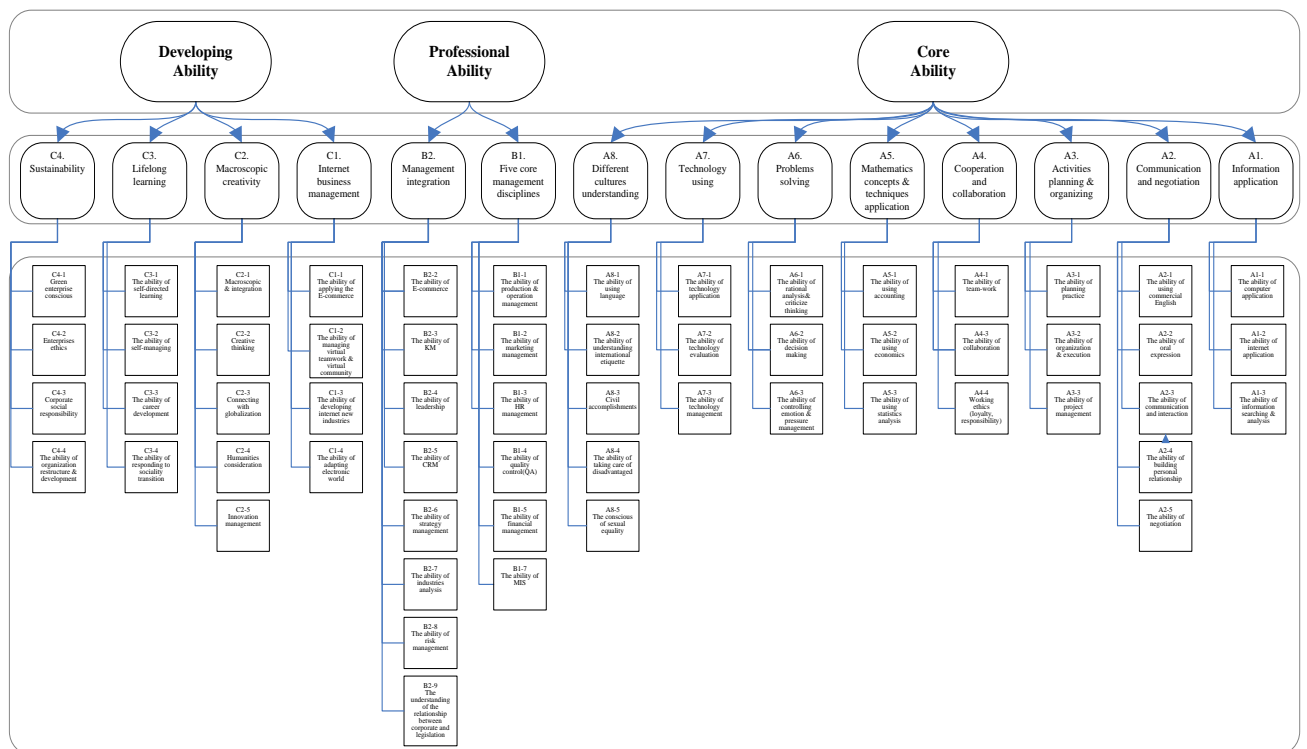 Developing
Ability
Professional
Ability
Core
Ability
C4.
Sustainability
C3.
Lifelong
learning
C2.
Macroscopic
creativity
C1.
Internet
business
management
B2.
Management
integration
B1.
Five core
management
disciplines
A8.
Different
cultures
understanding
A7.
Technology
using
A6.
Problems
solving
A5.
Mathematics
concepts &
techniques
application
A4.
Cooperation
and
collaboration
A3.
Activities
planning &
organizing
A2.
Communication
and negotiation
A1.
Information
application
C4-1
Green
enterprise
conscious
C4-2
Enterprises
ethics
C4-3
Corporate
social
responsibility
C4-4
The ability of
organization
restructure &
development
C3-1
The ability of
self-directed
learning
C3-2
The ability of
self-managing
C3-3
The ability of
career
development
C3-4
The ability of
responding to
sociality
transition
C2-1
Macroscopic
& integration
C2-2
Creative
thinking
C2-3
Connecting
with
globalization
C2-4
Humanities
consideration
C2-5
Innovation
management
C1-1
The ability of
applying the
E-commerce
C1-2
The ability of
managing
virtual
teamwork &
virtual
community
C1-3
The ability of
developing
internet new
industries
C1-4
The ability of
adapting
electronic
world
B2-2
The ability of
E-commerce
B2-3
The ability of
KM
B2-4
The ability of
leadership
B2-5
The ability of
CRM
B2-6
The ability of
strategy
management
B2-7
The ability of
industries
analysis
B2-8
The ability of
risk
management
B2-9
The
understanding
of the
relationship
between
corporate and
legislation
B1-1
The ability of
production &
operation
management
B1-2
The ability of
marketing
management
B1-3
The ability of
HR
management
B1-4
The ability of
quality
control(QA)
B1-5
The ability of
financial
management
B1-7
The ability of
MIS
A8-1
The ability of
using
language
A8-2
The ability of
understanding
international
etiquette
A8-3
Civil
accomplishments
A8-4
The ability of
taking care of
disadvantaged
A8-5
The conscious
of sexual
equality
A7-1
The ability of
technology
application
A7-2
The ability of
technology
evaluation
A7-3
The ability of
technology
management
A6-1
The ability of
rational
analysis&
criticize
thinking
A6-2
The ability of
decision
making
A6-3
The ability of
controlling
emotion &
pressure
management
A5-1
The ability of
using
accounting
A5-2
The ability of
using
economics
A5-3
The ability of
using
statistics
analysis
A4-1
The ability of
team-work
A4-3
The ability of
collaboration
A4-4
Working
ethics
(loyalty,
responsibility)
A3-1
The ability of
planning
practice
A3-2
The ability of
organization
& execution
A3-3
The ability of
project
management
A2-1
The ability of
using
commercial
English
A2-2
The ability of
oral
expression
A2-3
The ability of
communication
and interaction
A2-4
The ability of
building
personal
relationship
A2-5
The ability of
negotiation
A1-1
The ability of
computer
application
A1-2
The ability of
internet
application
A1-3
The ability of
information
searching &
analysis